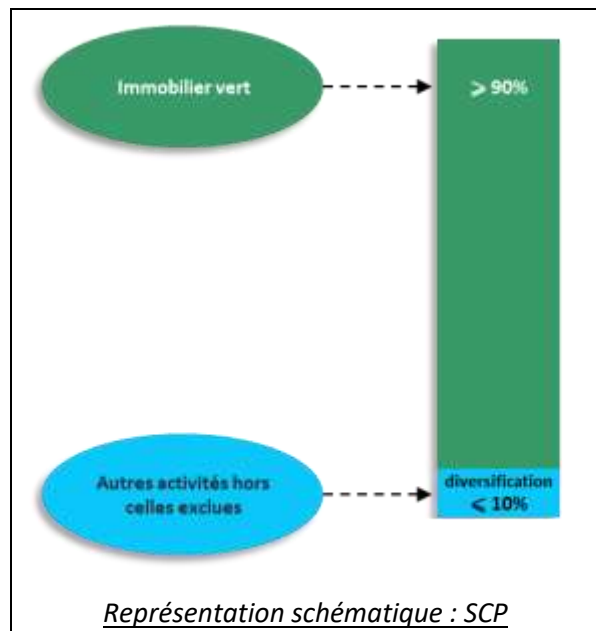 Immobilier vert
⩾ 90%
Autres activités hors
celles exclues
diversification
⩽ 10%
Représentation schématique : SCP